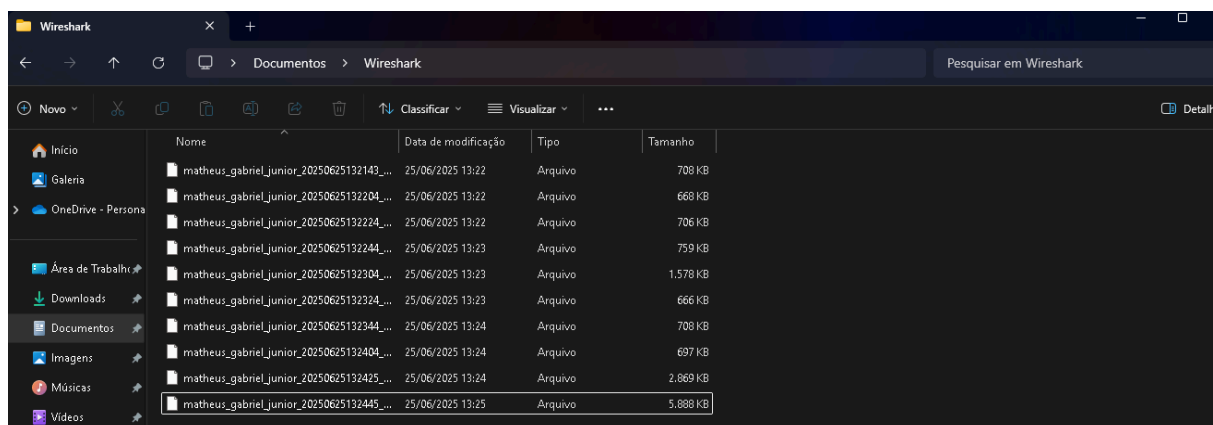 Wireshark
Documentos > Wireshark
Pesquisar em Wireshark
Novo
Classificar
Visualizar
Detalh
Início
Galeria
OneDrive - Persona
Área de Trabalho
Downloads
Documentos
Imagens
Músicas
Vídeos
Nome Data de modificação Tipo Tamanho
matheus_gabriel_junior_20250625132143_... 25/06/2025 13:22 Arquivo 708 KB
matheus_gabriel_junior_20250625132204_... 25/06/2025 13:22 Arquivo 668 KB
matheus_gabriel_junior_20250625132224_... 25/06/2025 13:22 Arquivo 706 KB
matheus_gabriel_junior_20250625132244_... 25/06/2025 13:23 Arquivo 759 KB
matheus_gabriel_junior_20250625132304_... 25/06/2025 13:23 Arquivo 1.578 KB
matheus_gabriel_junior_20250625132324_... 25/06/2025 13:23 Arquivo 666 KB
matheus_gabriel_junior_20250625132344_... 25/06/2025 13:24 Arquivo 708 KB
matheus_gabriel_junior_20250625132404_... 25/06/2025 13:24 Arquivo 697 KB
matheus_gabriel_junior_20250625132425_... 25/06/2025 13:24 Arquivo 2.869 KB
matheus_gabriel_junior_20250625132445_... 25/06/2025 13:25 Arquivo 5.888 KB